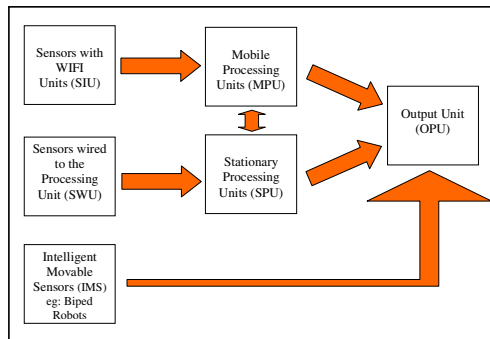 Sensors with
WIFI
Units (SIU)
Mobile
Processing
Units (MPU)
Output Unit
(OPU)
Sensors wired
to the
Processing
Unit (SWU)
Stationary
Processing
Units (SPU)
Intelligent
Movable
Sensors (IMS)
eg: Biped
Robots